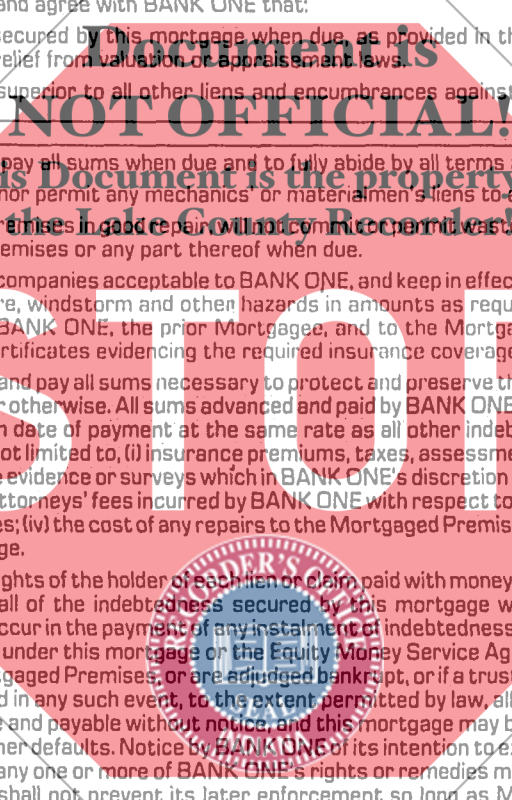 and agree with BANK ONE that:
secured by this mortgage when due, as provided in th
relief from valuation or appraisement laws.
Document is
superior to all other liens and encumbrances against
NOT OFFICIAL!
pay all sums when due and to fully abide by all terms
is Document is the property
nor permit any mechanics' or materialmen's liens to
the Lake County Recorder!
emises in good repair, will not commit or permit wast
emises or any part thereof when due.
companies acceptable to BANK ONE, and keep in effec
re, windstorm and other hazards in amounts as requ
BANK ONE, the prior Mortgagee, and to the Mortga
rtificates evidencing the required insurance coverage
STOP
and pay all sums necessary to protect and preserve th
r otherwise. All sums advanced and paid by BANK ONE
n date of payment at the same rate as all other indeb
ot limited to, (i) insurance premiums, taxes, assessme
e evidence or surveys which in BANK ONE's discretion
ttorneys' fees incurred by BANK ONE with respect to
es; (iv) the cost of any repairs to the Mortgaged Premis
ge.
ghts of the holder of each lien or claim paid with money
all of the indebtedness secured by this mortgage w
occur in the payment of any instalment of indebtedness
under this mortgage or the Equity Money Service Ag
gaged Premises, or are adjudged bankrupt, or if a trust
d in any such event, to the extent permitted by law, all
e and payable without notice, and this mortgage may b
her defaults. Notice by BANK ONE of its intention to ex
any one or more of BANK ONE's rights or remedies m
shall not prevent its later enforcement so long as M
RECORDER'S OFFICE
SEAL
INDIANA